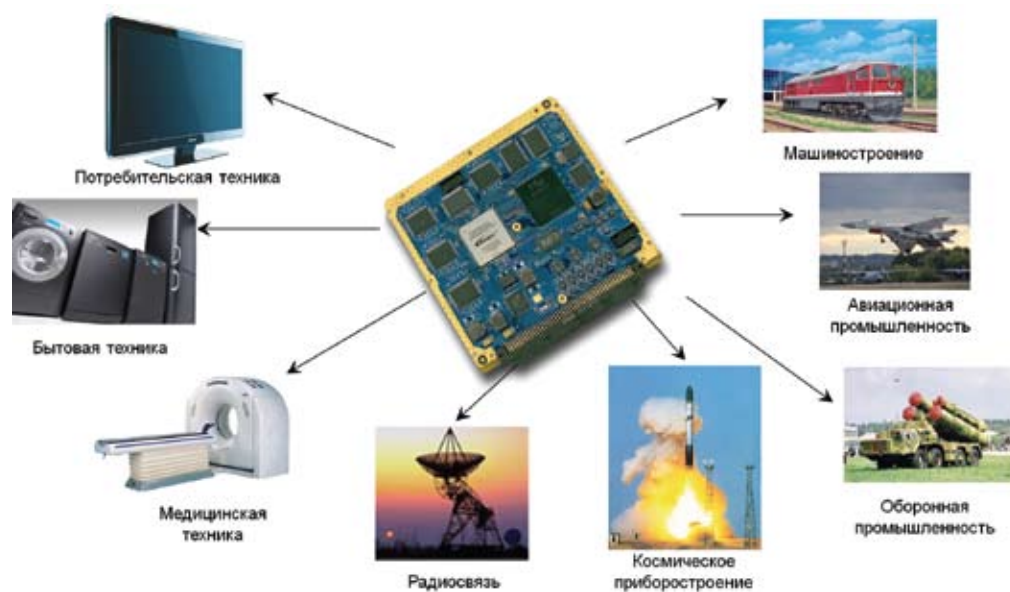 Потребительская техника
Машиностроение
Бытовая техника
Авиационная
промышленность
Медицинская
техника
Радиосвязь
Космическое
приборостроение
Оборонная
промышленность